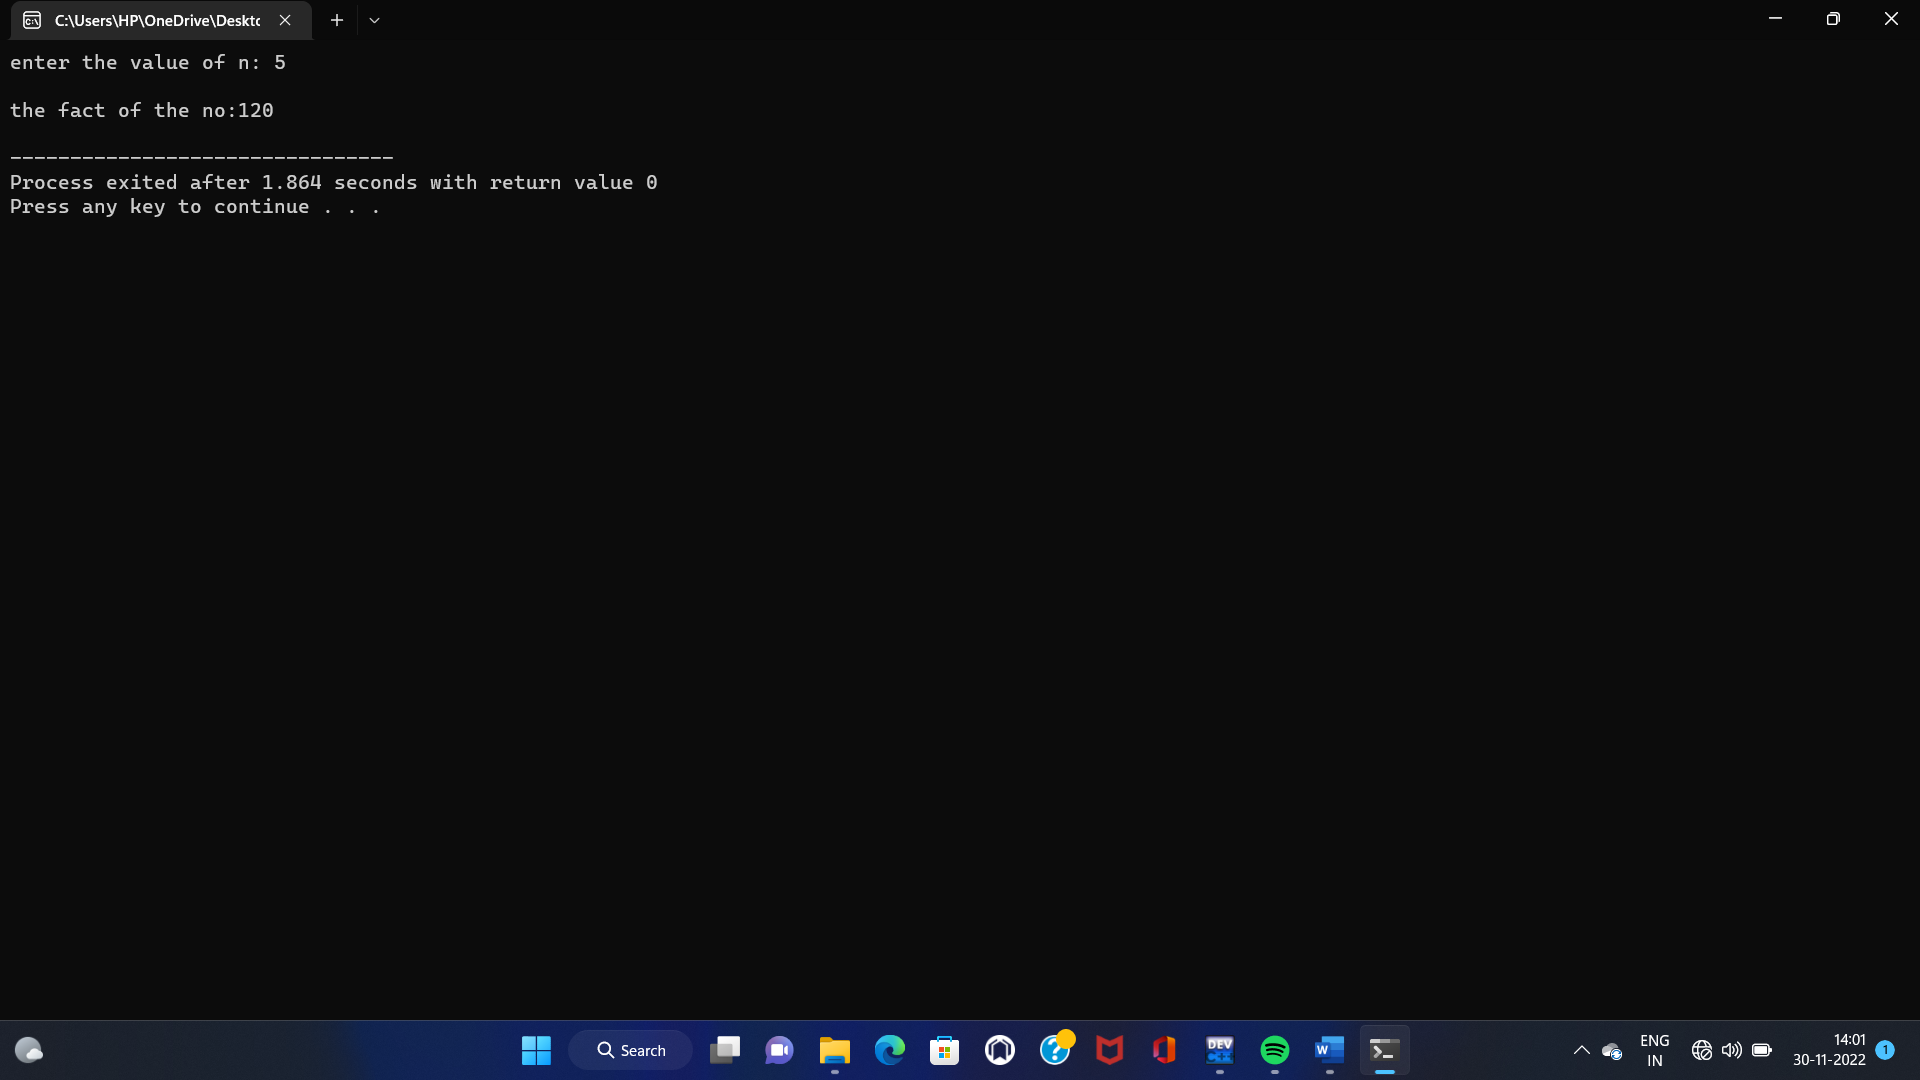 C:\Users\HP\OneDrive\Deskto
enter the value of n: 5
the fact of the no:120
--------------------------------
Process exited after 1.864 seconds with return value 0
Press any key to continue . . .
Search
DEV
C++
W
ENG
IN
14:01
30-11-2022
1